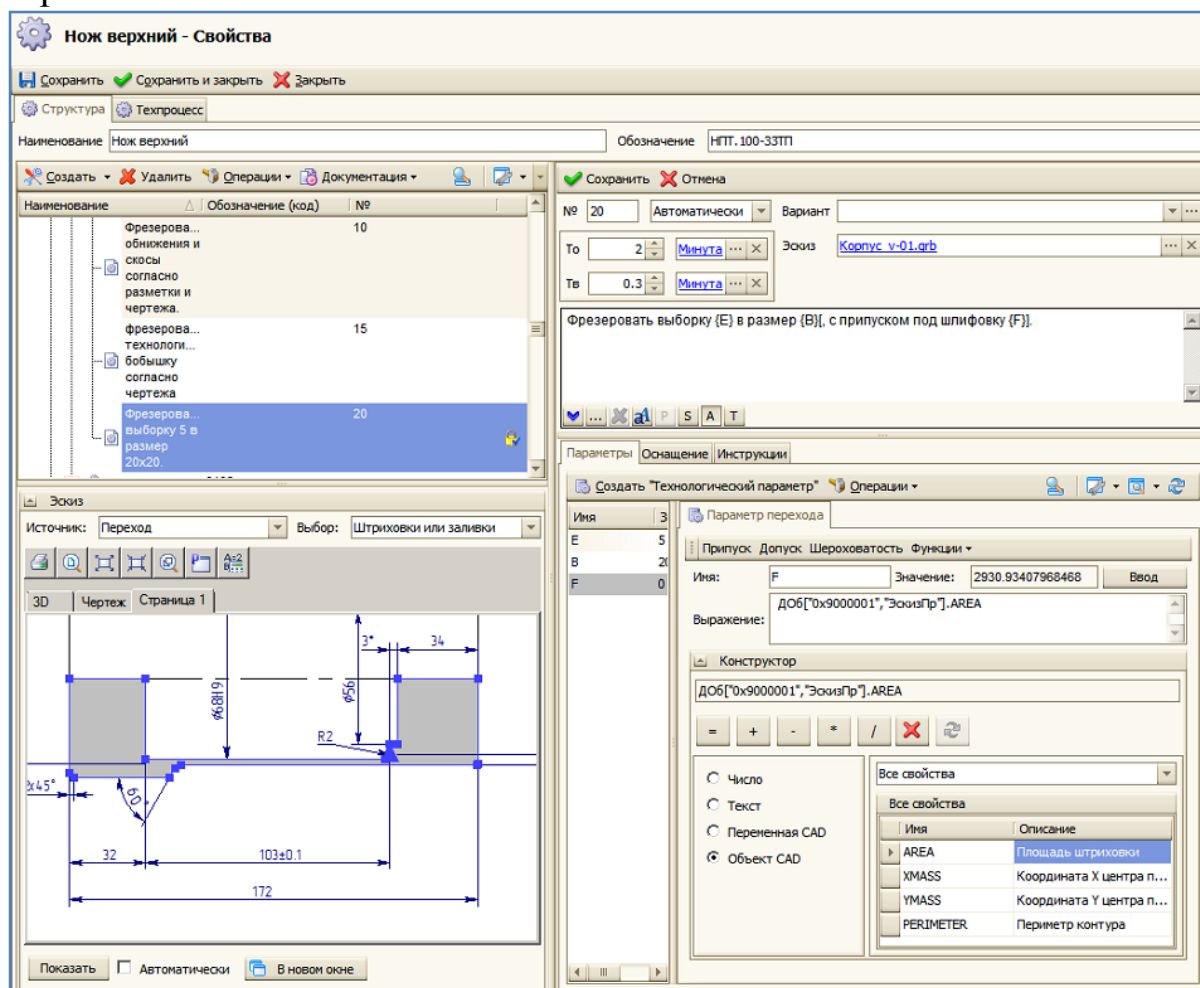 Нож верхний - Свойства
Сохранить Сохранить и закрыть Закрыть
Структура Техпроцесс
Наименование Нож верхний Обозначение НПТ.100-33ТП
Создать Удалить Операции Документация
Наименование Обозначение (код) №
Фрезерова... 10
обнижения и
скосы
согласно
разметки и
чертежа.
фрезерова... 15
технологи...
бобышку
согласно
чертежа
Фрезерова... 20
выборку 5 в
размер
20x20.
Эскиз
Источник: Переход Выбор: Штриховки или заливки
3D Чертеж Страница 1
3* 34
ϕ68H9
ϕ56
R2
x45°
60°
32 103±0.1
172
Показать Автоматически В новом окне
Сохранить Отмена
№ 20 Автоматически Вариант
То 2 Минута Эскиз Корпус_v-01.grb
Тв 0.3 Минута
Фрезеровать выборку {E} в размер {B}[, с припуском под шлифовку {F}].
P S A T
Параметры Оснащение Инструкции
Создать "Технологический параметр" Операции
Имя З
E 5
B 20
F 0
Параметр перехода
Припуск Допуск Шероховатость Функции
Имя: F Значение: 2930.93407968468 Ввод
Выражение: ДОб["0x9000001","ЭскизПр"].AREA
Конструктор
ДОб["0x9000001","ЭскизПр"].AREA
= + - * /
Число
Текст
Переменная CAD
Объект CAD
Все свойства
Все свойства
Имя Описание
AREA Площадь штриховки
XMASS Координата X центра п...
YMASS Координата Y центра п...
PERIMETER Периметр контура